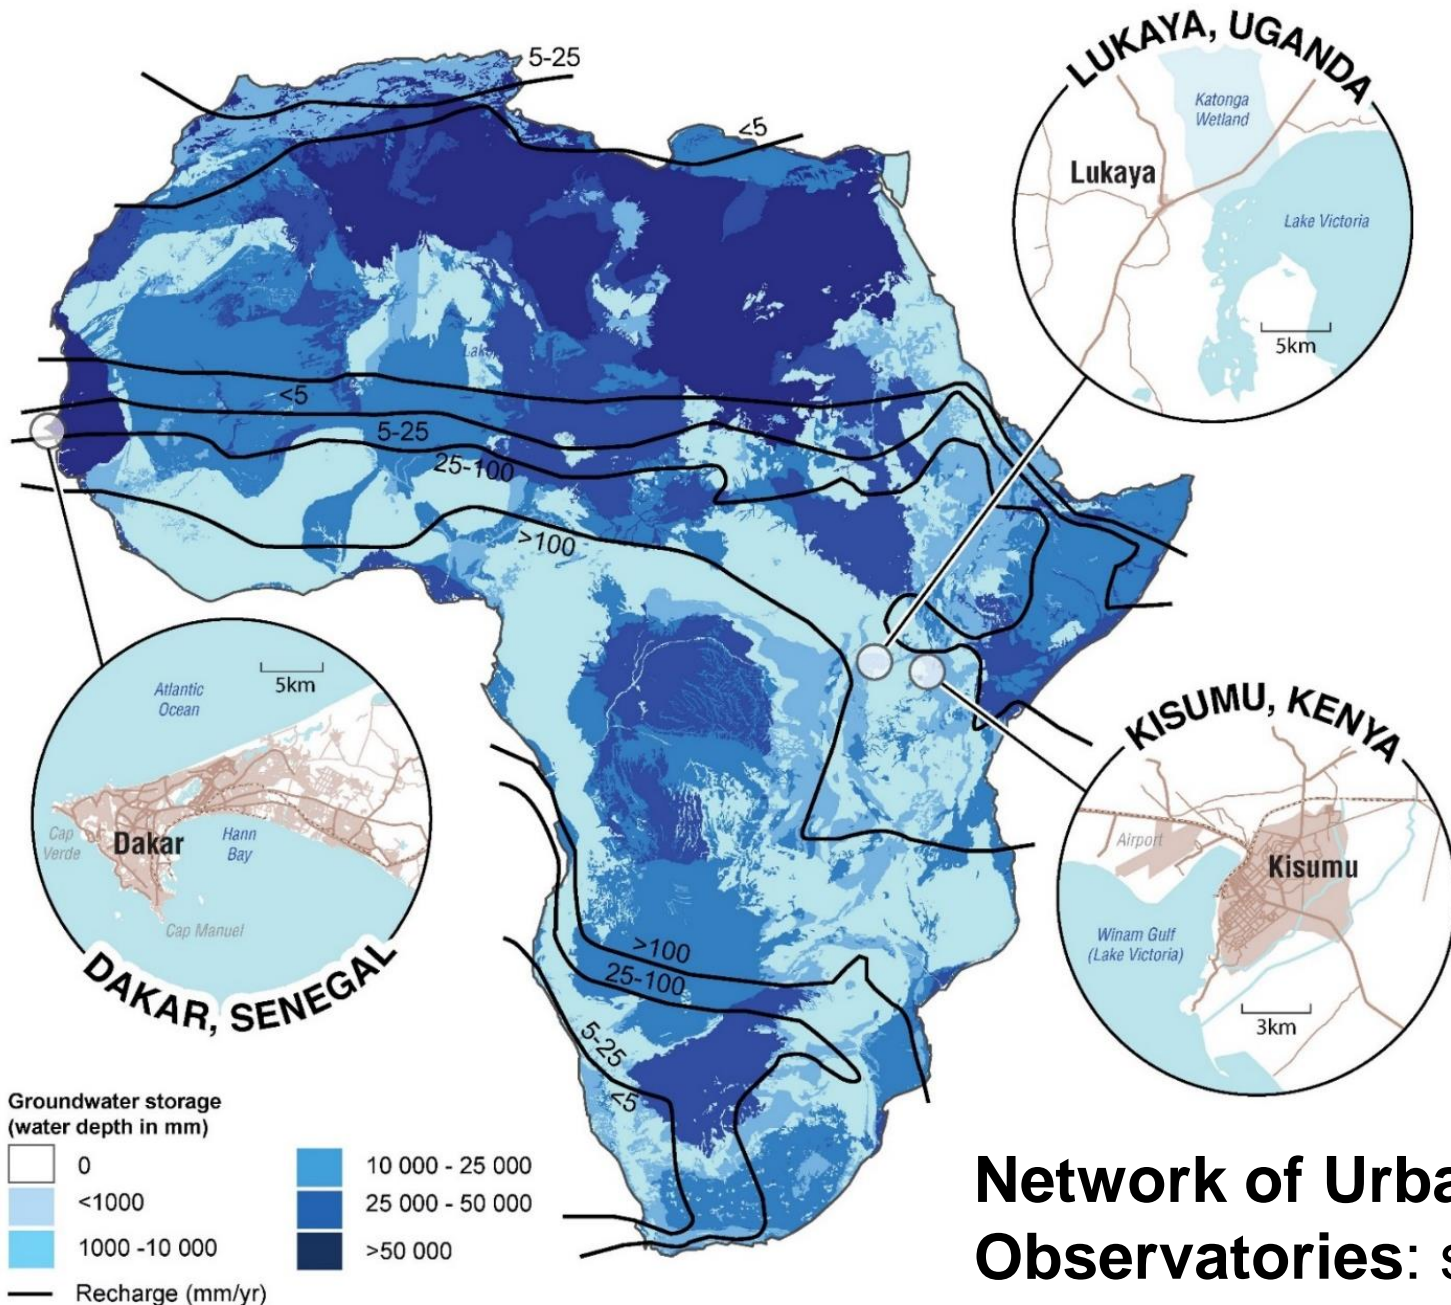 5-25
<5
<5
5-25
25-100
>100
>100
25-100
5-25
<5
LUKAYA, UGANDA
Katonga
Wetland
Lukaya
Lake Victoria
5km
DAKAR, SENEGAL
5km
Atlantic
Ocean
Cap
Verde
Dakar
Hann
Bay
Cap Manuel
KISUMU, KENYA
Airport
Kisumu
Winam Gulf
(Lake Victoria)
3km
Lake
Groundwater storage
(water depth in mm)
0
<1000
1000 -10 000
10 000 - 25 000
25 000 - 50 000
>50 000
Recharge (mm/yr)
Network of Urba
Observatories: s